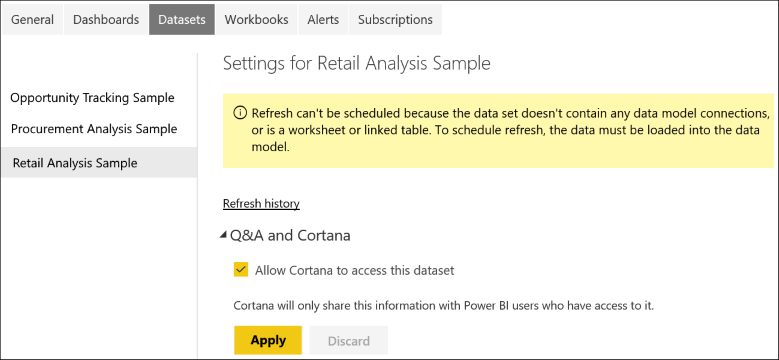 General Dashboards Datasets Workbooks Alerts Subscriptions
Settings for Retail Analysis Sample
Opportunity Tracking Sample
Procurement Analysis Sample
Retail Analysis Sample
Refresh can't be scheduled because the data set doesn't contain any data model connections,
or is a worksheet or linked table. To schedule refresh, the data must be loaded into the data
model.
Refresh history
Q&A and Cortana
Allow Cortana to access this dataset
Cortana will only share this information with Power BI users who have access to it.
Apply Discard